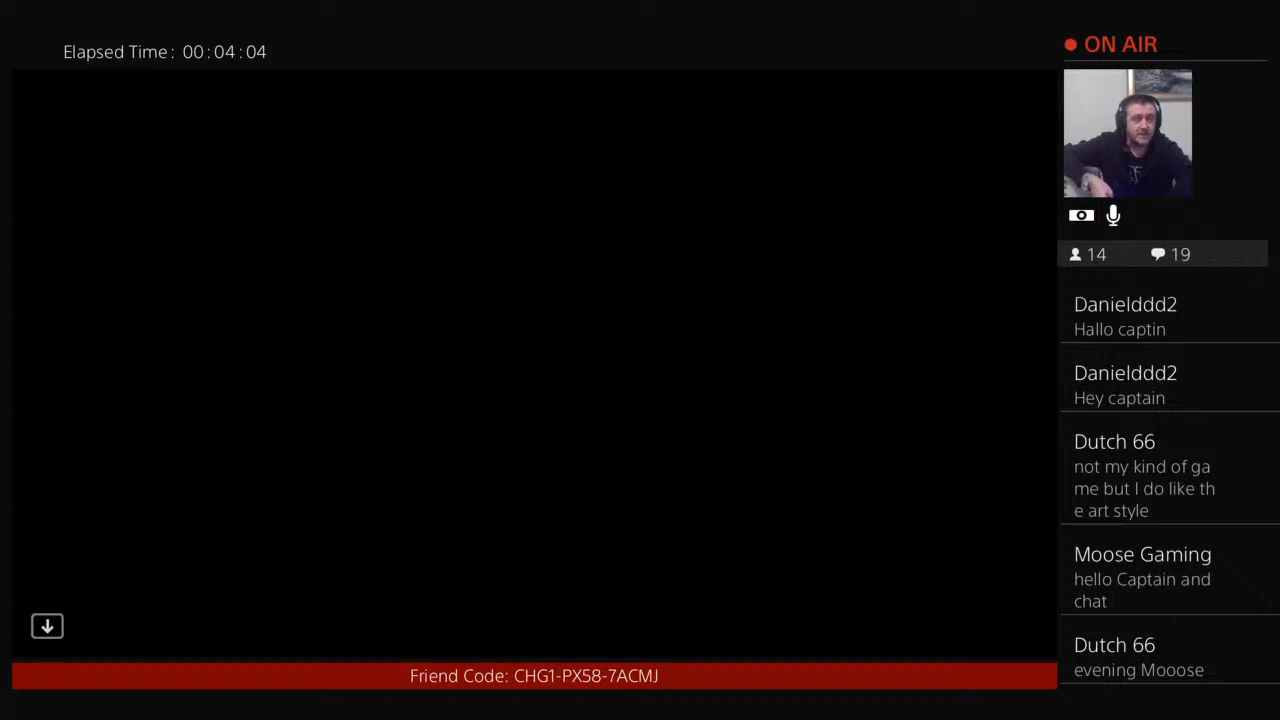 Elapsed Time: 00:04:04
ON AIR
14 19
Danielddd2
Hallo captin
Danielddd2
Hey captain
Dutch 66
not my kind of ga
me but I do like th
e art style
Moose Gaming
hello Captain and
chat
Dutch 66
evening Mooose
Friend Code: CHG1-PX58-7ACMJ